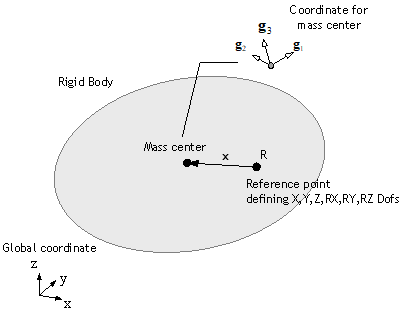 Coordinate for
mass center
g3
g2
g1
Rigid Body
Mass center
x
R
Reference point
defining X,Y,Z,RX,RY,RZ Dofs
Global coordinate
z
y
x